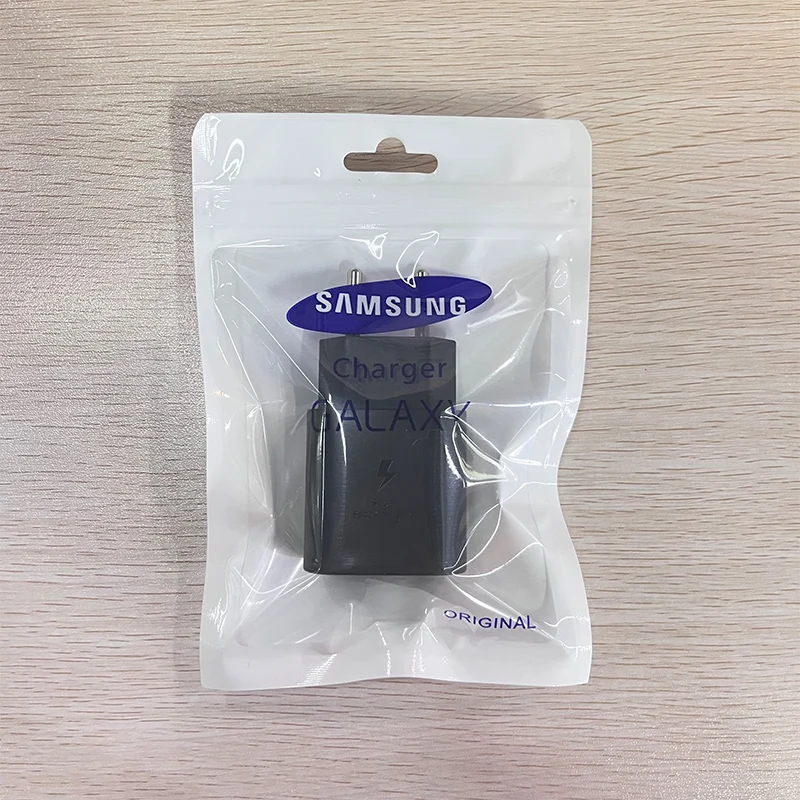 SAMSUNG
Charger
GALAXY
ORIGINAL